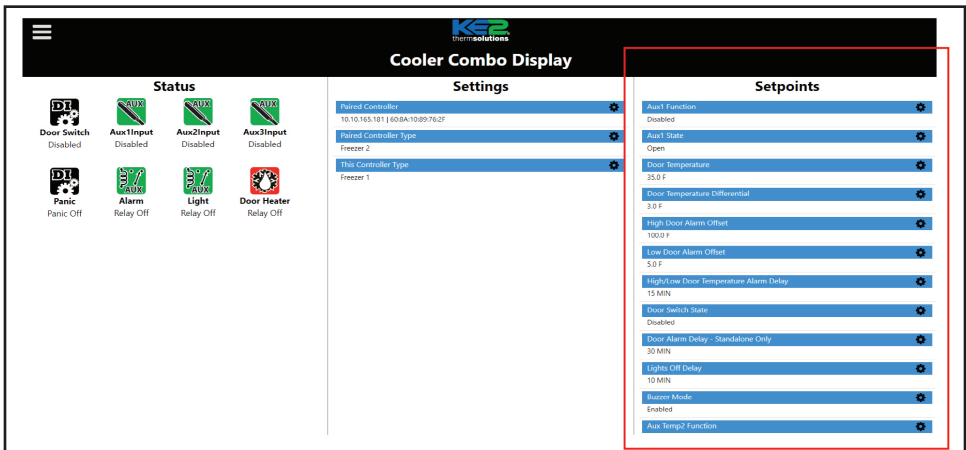 KE2
thermsolutions
Cooler Combo Display
Status
DI
AUX
AUX
AUX
Door Switch
Aux1Input
Aux2Input
Aux3Input
Disabled
Disabled
Disabled
Disabled
DI
AUX
AUX
Panic
Alarm
Light
Door Heater
Panic Off
Relay Off
Relay Off
Relay Off
Settings
Paired Controller
10.10.165.181 | 60:8A:10:89:76:2F
Paired Controller Type
Freezer 2
This Controller Type
Freezer 1
Setpoints
Aux1 Function
Disabled
Aux1 State
Open
Door Temperature
35.0 F
Door Temperature Differential
3.0 F
High Door Alarm Offset
100.0 F
Low Door Alarm Offset
5.0 F
High/Low Door Temperature Alarm Delay
15 MIN
Door Switch State
Disabled
Door Alarm Delay - Standalone Only
30 MIN
Lights Off Delay
10 MIN
Buzzer Mode
Enabled
Aux Temp2 Function